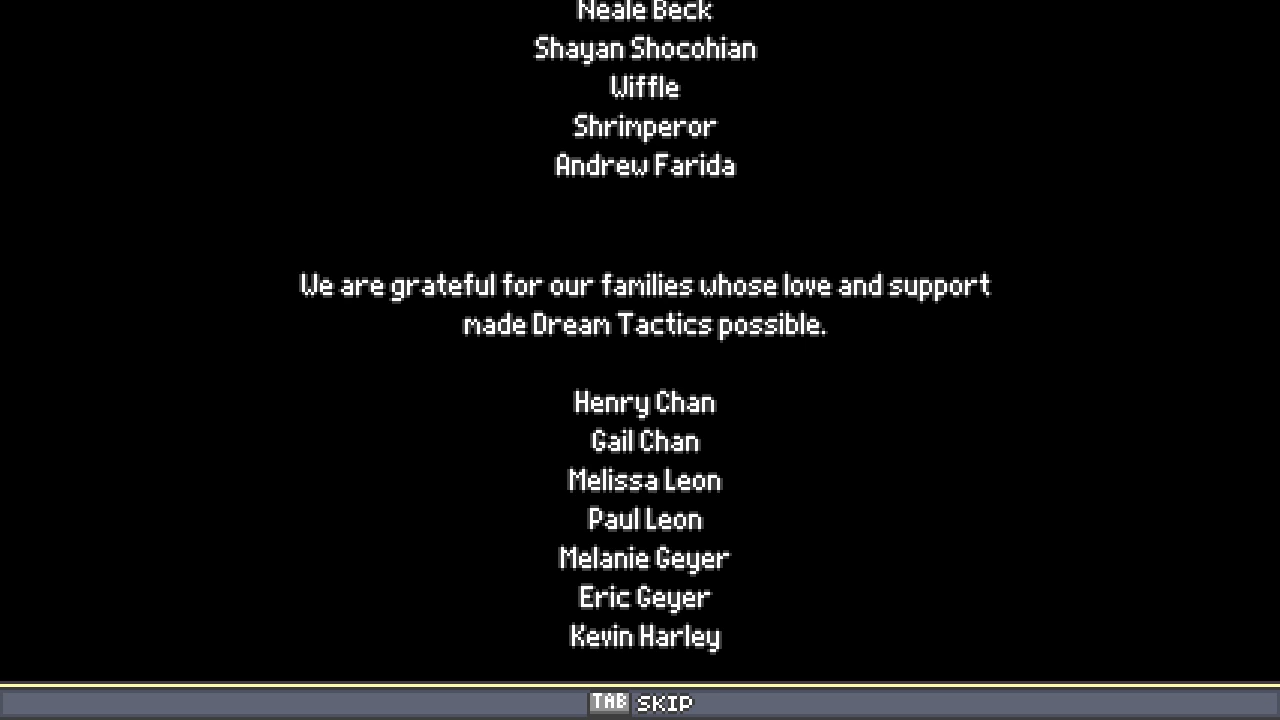 Neale Beck
Shayan Shocohian
Wiffle
Shrimperor
Andrew Farida
We are grateful for our families whose love and support
made Dream Tactics possible.
Henry Chan
Gail Chan
Melissa Leon
Paul Leon
Melanie Geyer
Eric Geyer
Kevin Harley
TAB SKIP